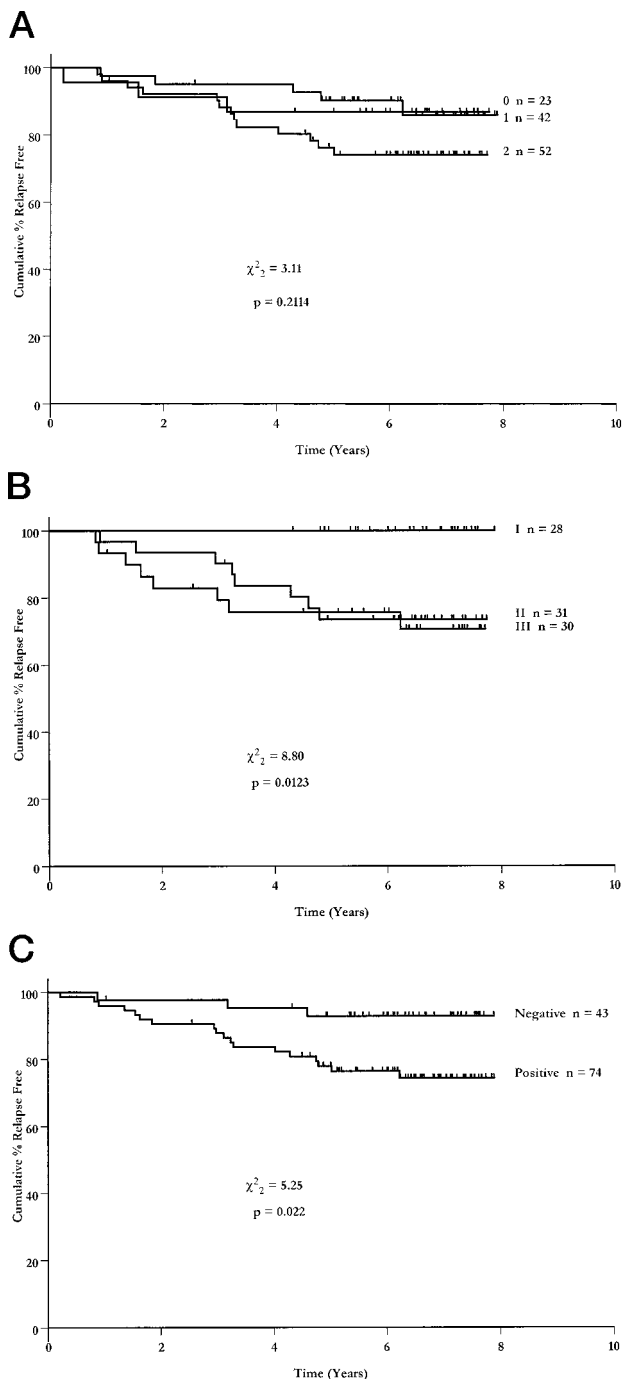 A
100
80
60
40
20
0
Cumulative % Relapse Free
0 n = 23
1 n = 42
2 n = 52
χ²₂ = 3.11
p = 0.2114
0 2 4 6 8 10
Time (Years)
B
100
80
60
40
20
0
Cumulative % Relapse Free
I n = 28
II n = 31
III n = 30
χ²₂ = 8.80
p = 0.0123
0 2 4 6 8 10
Time (Years)
C
100
80
60
40
20
0
Cumulative % Relapse Free
Negative n = 43
Positive n = 74
χ²₂ = 5.25
p = 0.022
0 2 4 6 8 10
Time (Years)